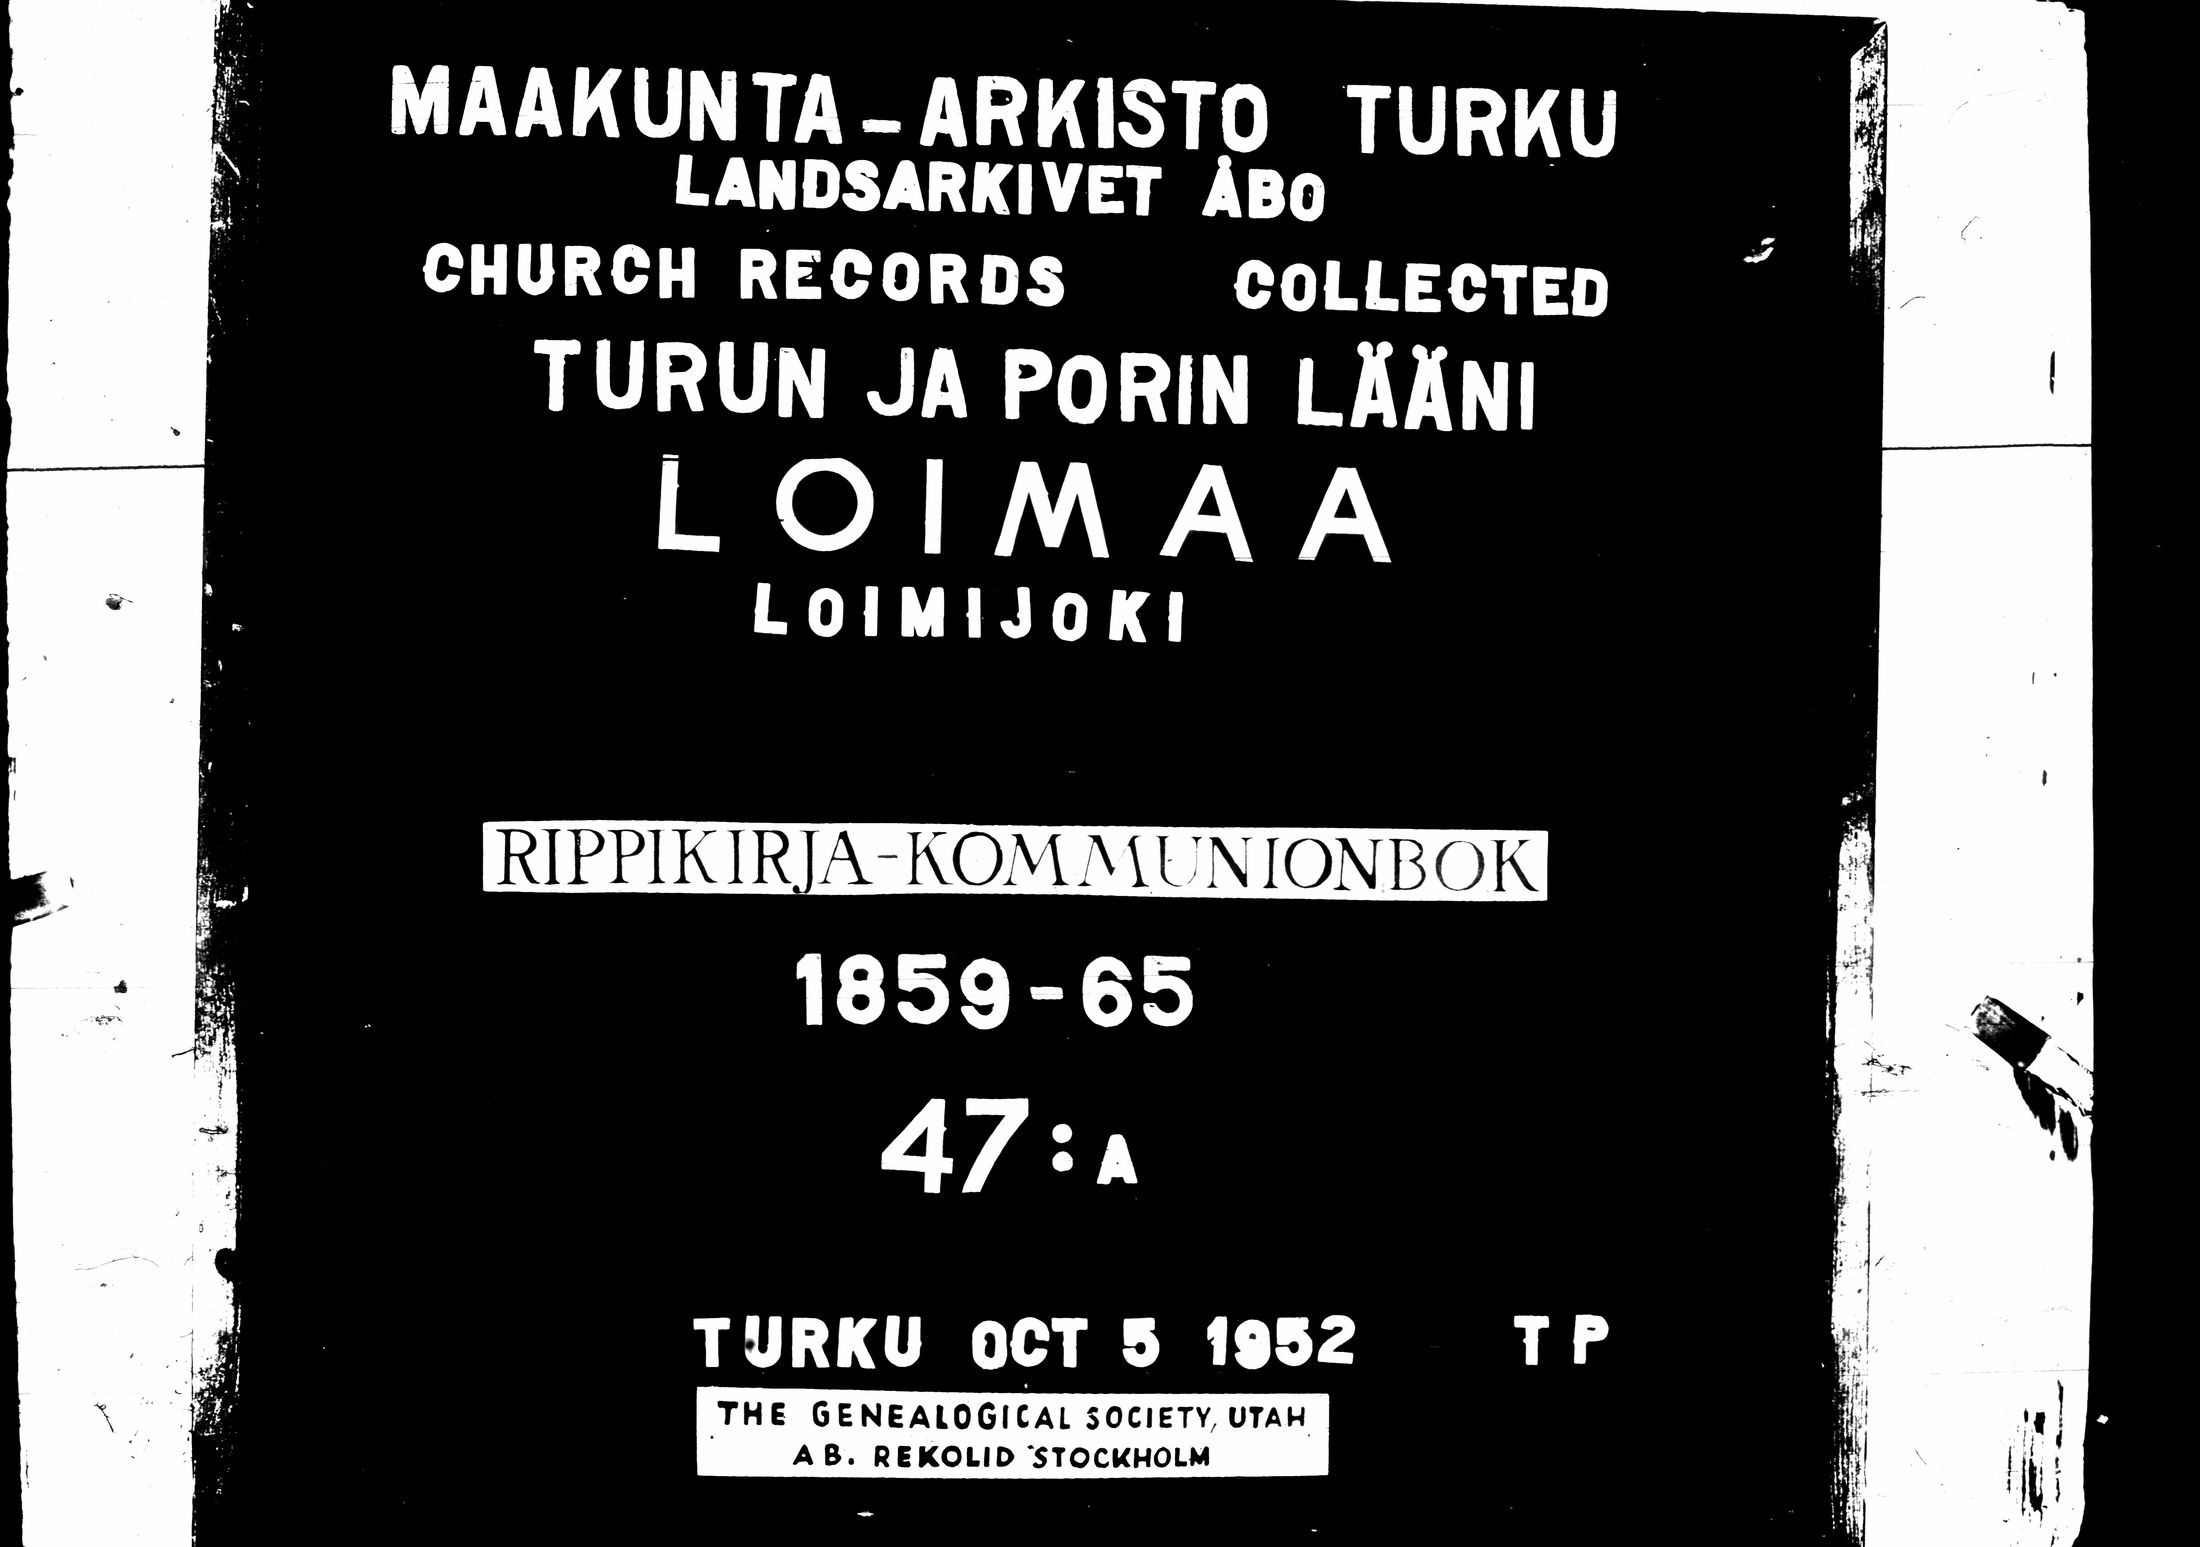 MAAKUNTA-ARKISTO TURKU
LANDSARKIVET ÅBO
CHURCH RECORDS COLLECTED
TURUN JA PORIN LÄÄNI
LOIMAA
LOIMIJOKI
RIPPIKIRJA-KOMMUNIONBOK
1859-65
47:A
TURKU OCT 5 1952 TP
THE GENEALOGICAL SOCIETY, UTAH
AB. REKOLID STOCKHOLM